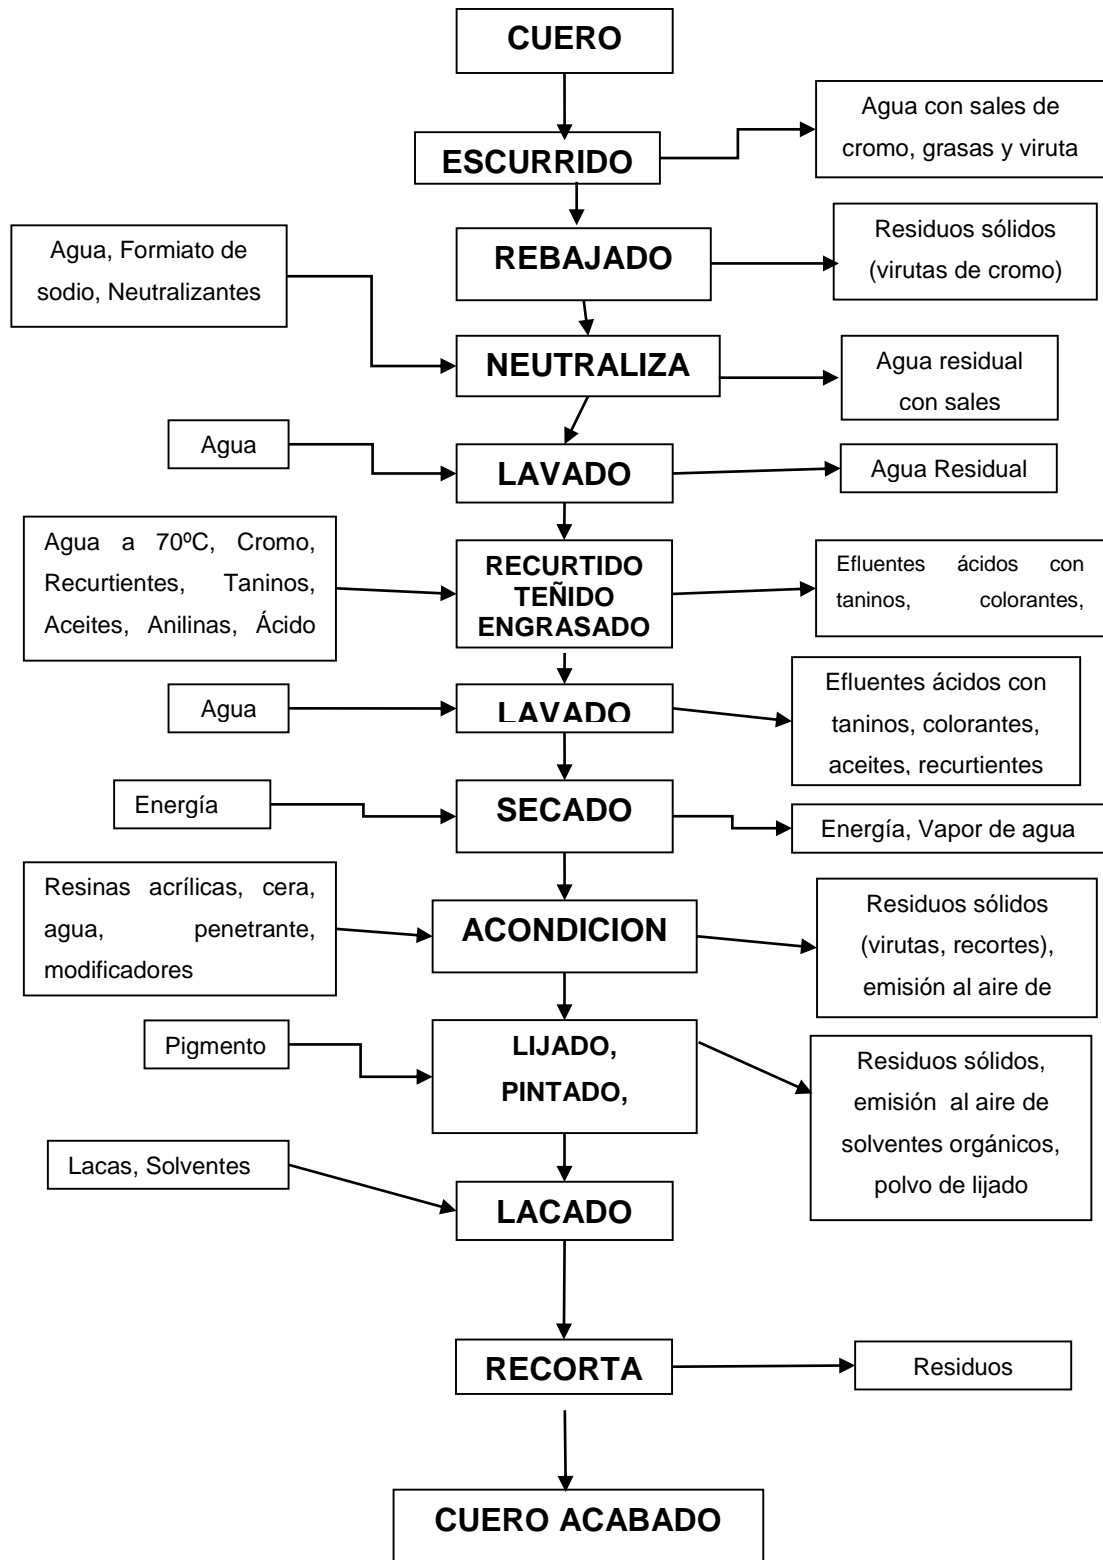 CUERO
Agua con sales de
cromo, grasas y viruta
ESCURRIDO
Residuos sólidos
(virutas de cromo)
REBAJADO
Agua, Formiato de
sodio, Neutralizantes
NEUTRALIZA
Agua residual
con sales
Agua
LAVADO
Agua Residual
Agua a 70ºC, Cromo,
Recurtientes, Taninos,
Aceites, Anilinas, Ácido
RECURTIDO
TEÑIDO
ENGRASADO
Efluentes ácidos con
taninos, colorantes,
Agua
LAVADO
Efluentes ácidos con
taninos, colorantes,
aceites, recurtientes
Energía
SECADO
Energía, Vapor de agua
Resinas acrílicas, cera,
agua, penetrante,
modificadores
ACONDICION
Residuos sólidos
(virutas, recortes),
emisión al aire de
Pigmento
LIJADO,
PINTADO,
Residuos sólidos,
emisión al aire de
solventes orgánicos,
polvo de lijado
Lacas, Solventes
LACADO
RECORTA
Residuos
CUERO ACABADO